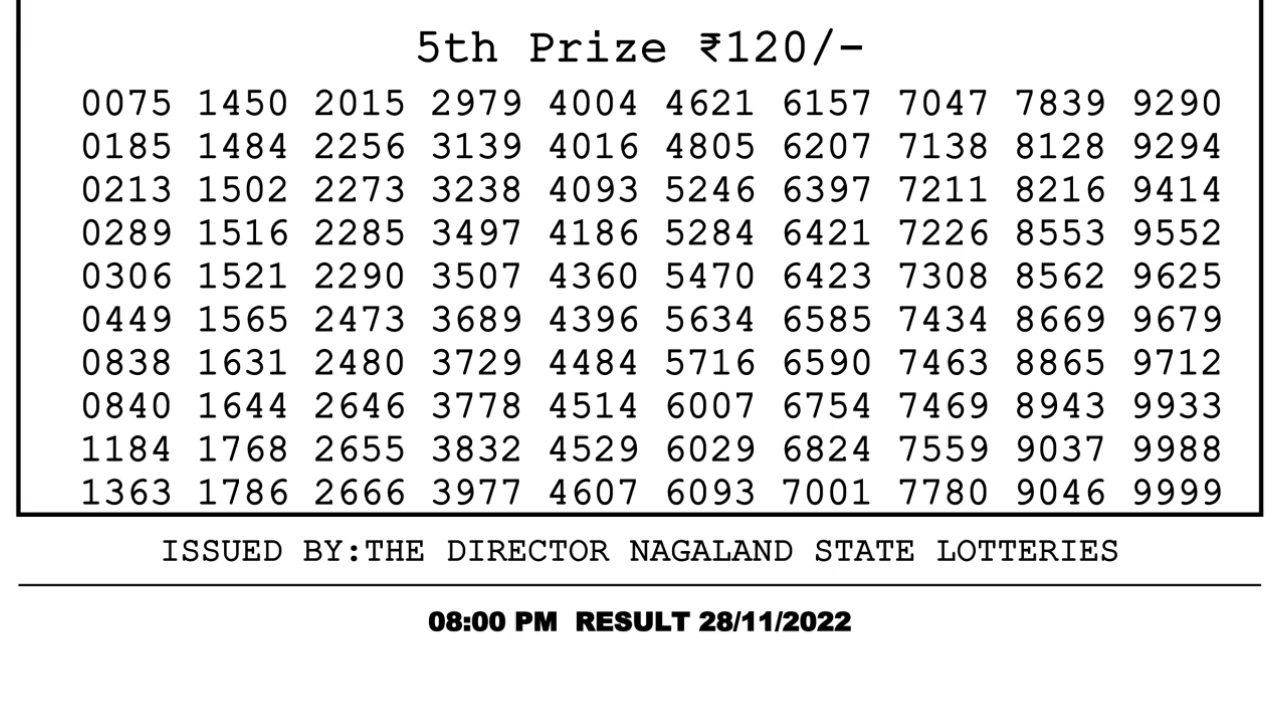 5th Prize ₹120/-
0075 1450 2015 2979 4004 4621 6157 7047 7839 9290
0185 1484 2256 3139 4016 4805 6207 7138 8128 9294
0213 1502 2273 3238 4093 5246 6397 7211 8216 9414
0289 1516 2285 3497 4186 5284 6421 7226 8553 9552
0306 1521 2290 3507 4360 5470 6423 7308 8562 9625
0449 1565 2473 3689 4396 5634 6585 7434 8669 9679
0838 1631 2480 3729 4484 5716 6590 7463 8865 9712
0840 1644 2646 3778 4514 6007 6754 7469 8943 9933
1184 1768 2655 3832 4529 6029 6824 7559 9037 9988
1363 1786 2666 3977 4607 6093 7001 7780 9046 9999
ISSUED BY:THE DIRECTOR NAGALAND STATE LOTTERIES
08:00 PM RESULT 28/11/2022